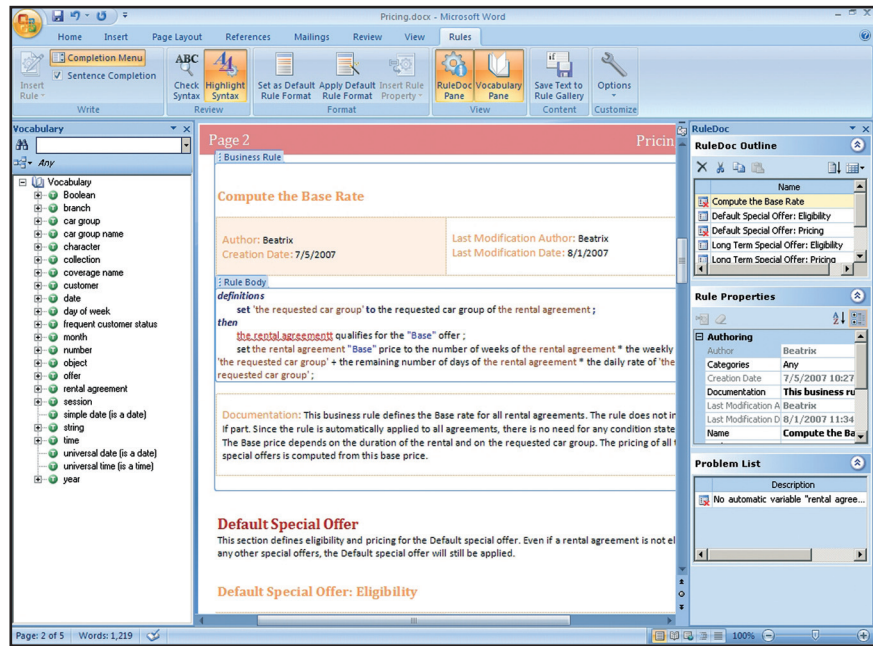 Pricing.docx - Microsoft Word
Home Insert Page Layout References Mailings Review View Rules
Insert Rule
Completion Menu
Sentence Completion
Write
ABC
Check Syntax
Highlight Syntax
Review
Set as Default Rule Format
Apply Default Rule Format
Insert Rule Property
Format
RuleDoc Pane
Vocabulary Pane
View
Save Text to Rule Gallery
Content
Options
Customize
Vocabulary
Any
Vocabulary
Boolean
branch
car group
car group name
character
collection
coverage name
customer
date
day of week
frequent customer status
month
number
object
offer
rental agreement
session
simple date (is a date)
string
time
universal date (is a date)
universal time (is a time)
year
Page 2 Pricin
Business Rule
Compute the Base Rate
Author: Beatrix
Creation Date: 7/5/2007
Last Modification Author: Beatrix
Last Modification Date: 8/1/2007
Rule Body
definitions
set 'the requested car group' to the requested car group of the rental agreement ;
then
the rental agreementt qualifies for the "Base" offer ;
set the rental agreement "Base" price to the number of weeks of the rental agreement * the weekly
'the requested car group' + the remaining number of days of the rental agreement * the daily rate of 'the
requested car group' ;
Documentation: This business rule defines the Base rate for all rental agreements. The rule does not in
If part. Since the rule is automatically applied to all agreements, there is no need for any condition state
The Base price depends on the duration of the rental and on the requested car group. The pricing of all
special offers is computed from this base price.
Default Special Offer
This section defines eligibility and pricing for the Default special offer. Even if a rental agreement is not el
any other special offers, the Default special offer will still be applied.
Default Special Offer: Eligibility
RuleDoc
RuleDoc Outline
Name
Compute the Base Rate
Default Special Offer: Eligibility
Default Special Offer: Pricing
Long Term Special Offer: Eligibility
Long Term Special Offer: Pricing
Rule Properties
Authoring
Author Beatrix
Categories Any
Creation Date 7/5/2007 10:27
Documentation This business ru
Last Modification A Beatrix
Last Modification D 8/1/2007 11:34
Name Compute the Ba
Problem List
Description
No automatic variable "rental agree...
Page: 2 of 5 Words: 1,219
100%